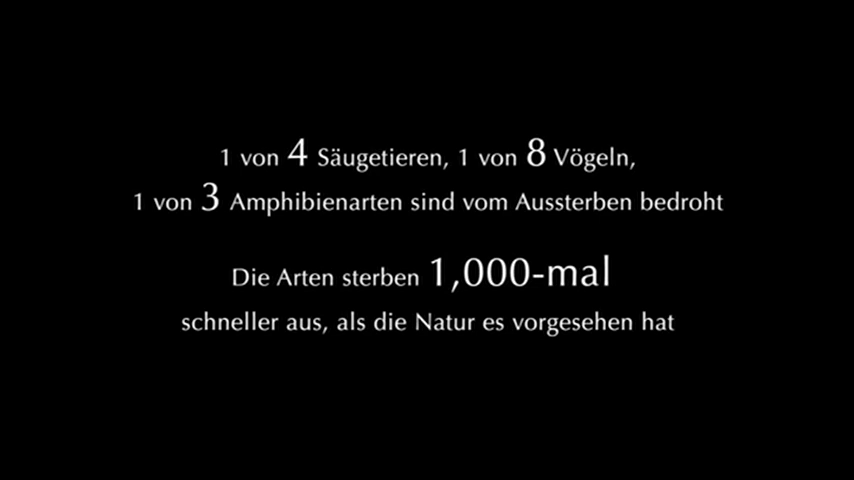 1 von 4 Säugetieren, 1 von 8 Vögeln,
1 von 3 Amphibienarten sind vom Aussterben bedroht
Die Arten sterben 1,000-mal
schneller aus, als die Natur es vorgesehen hat